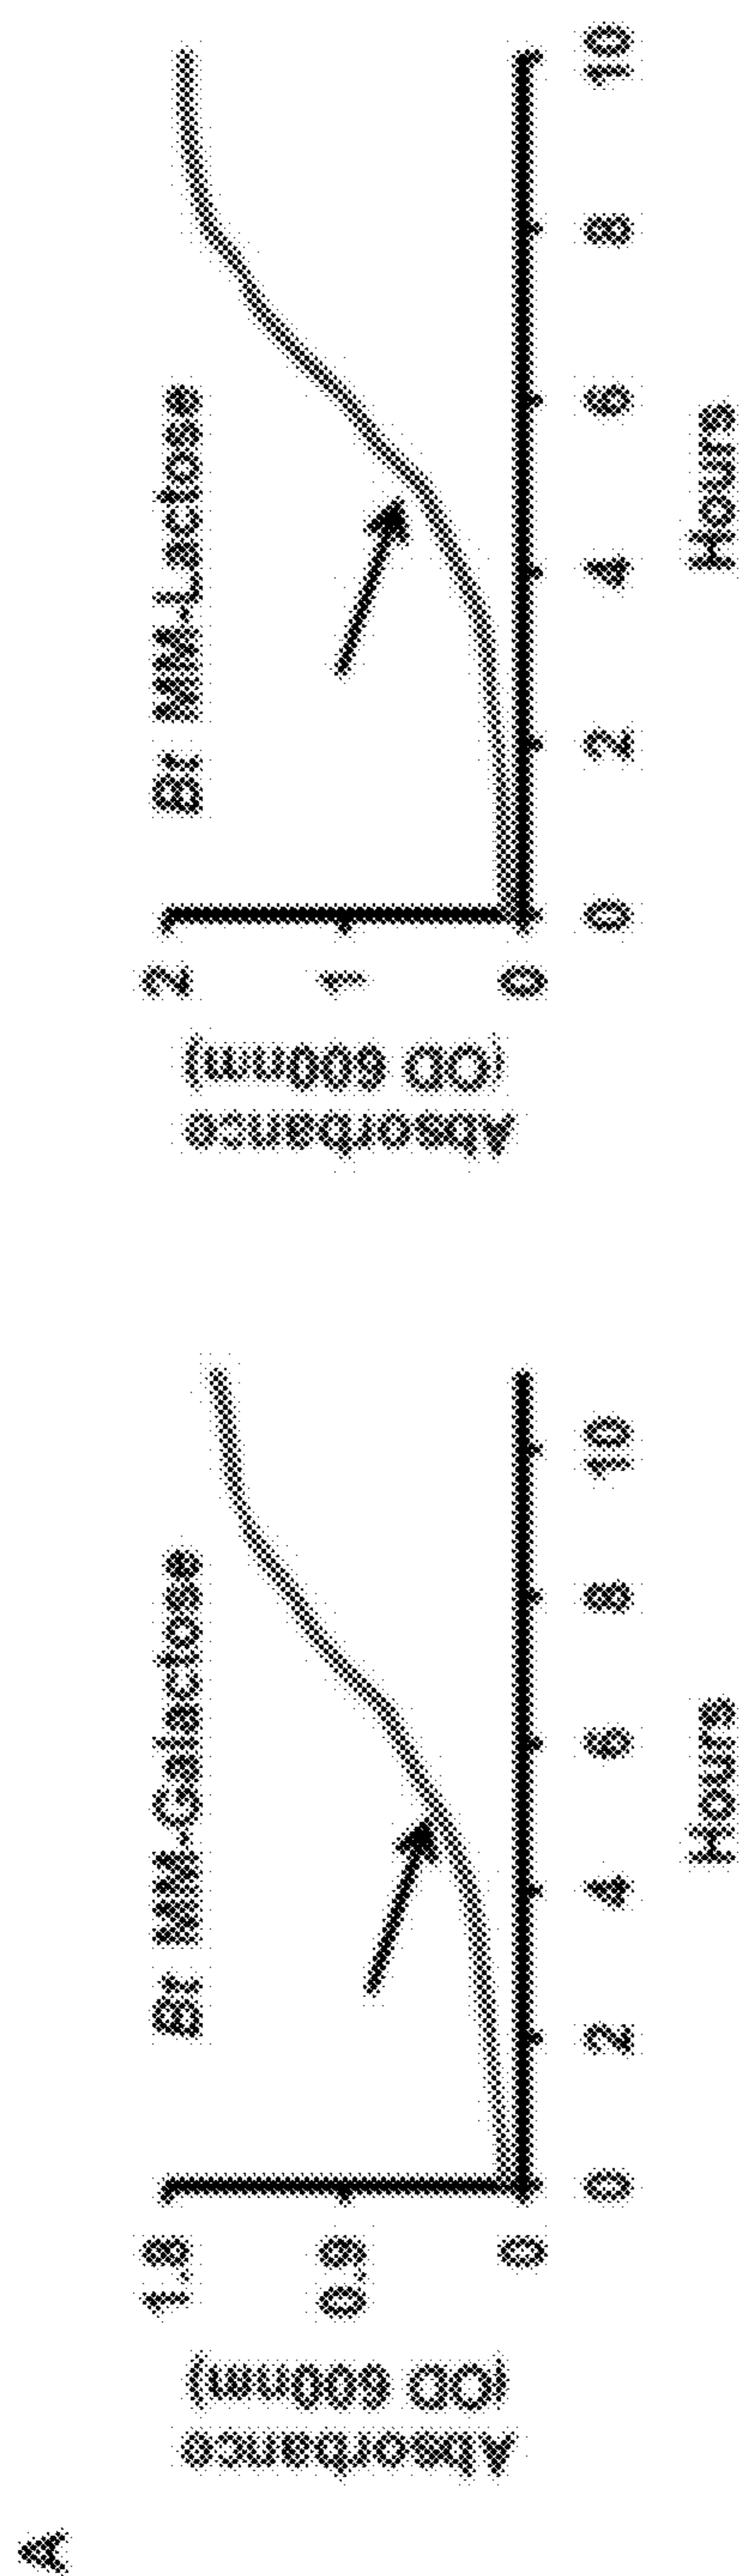 A
Bt MM-Galactose
Absorbance
(OD 600nm)
1.8
0.9
0
0 2 4 6 8 10
Hours
Bt MM-Lactose
Absorbance
(OD 600nm)
2
1
0
0 2 4 6 8 10
Hours